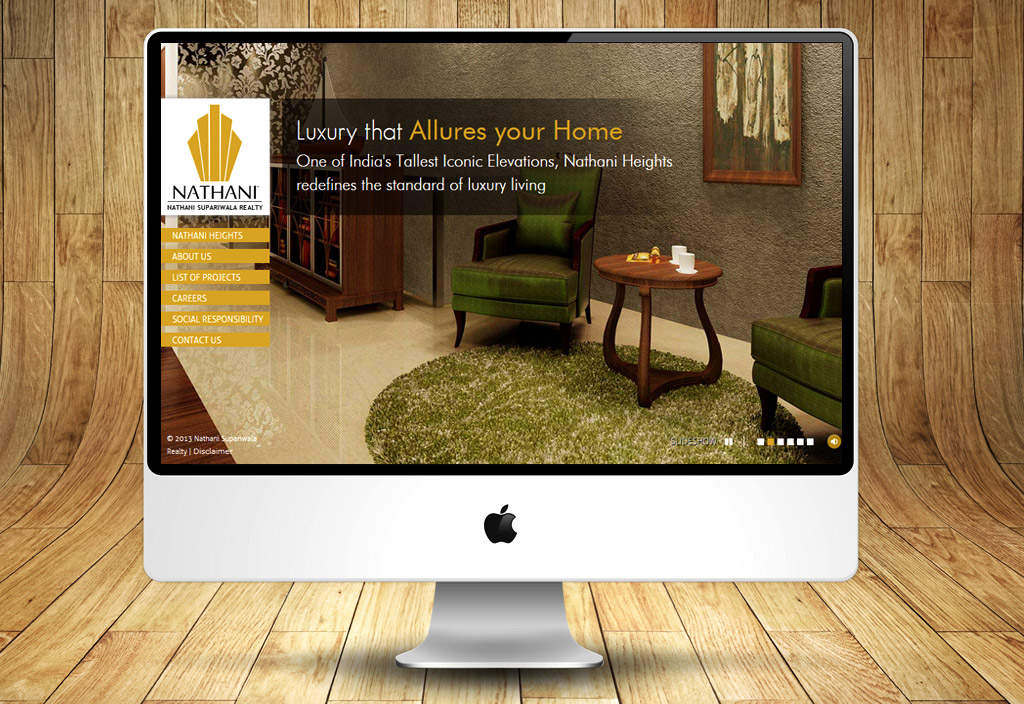 NATHANI
NATHANI SUPARIWALA REALTY
Luxury that Allures your Home
One of India's Tallest Iconic Elevations, Nathani Heights
redefines the standard of luxury living
NATHANI HEIGHTS
ABOUT US
LIST OF PROJECTS
CAREERS
SOCIAL RESPONSIBILITY
CONTACT US
© 2013 Nathani Supariwala
Realty | Disclaimer
SLIDESHOW